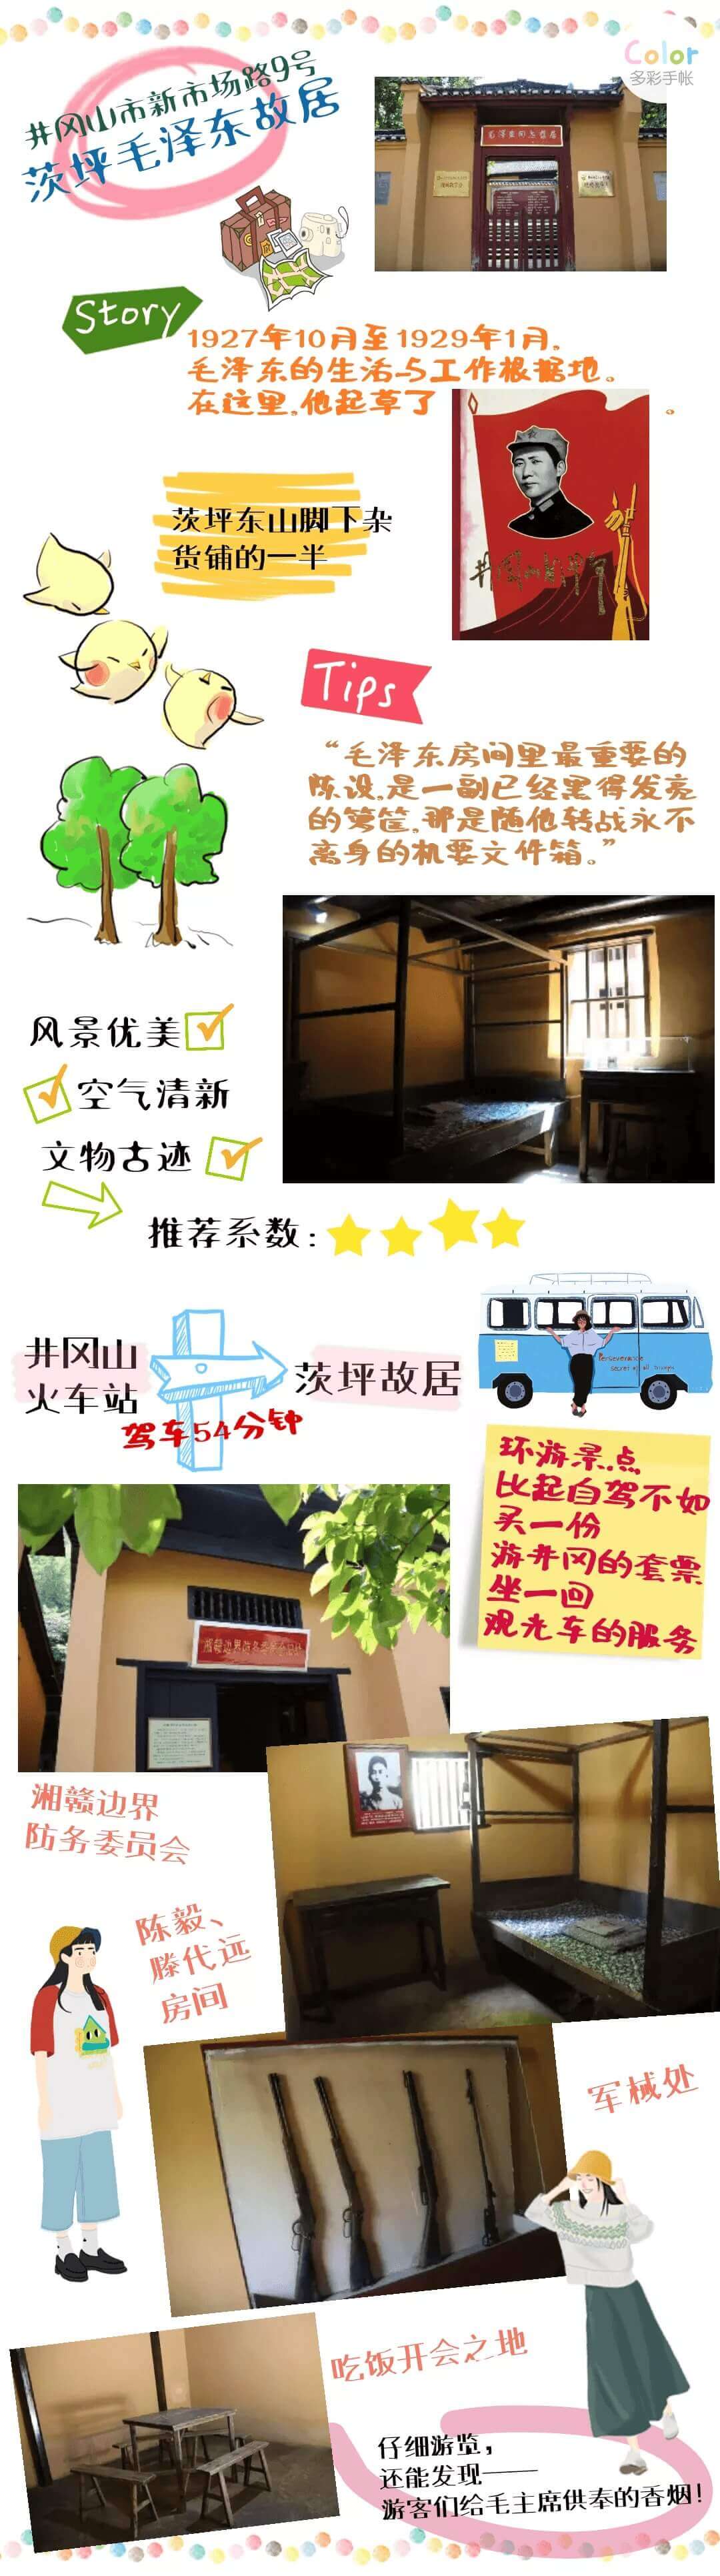 Color
多彩手帐
井冈山市新市场路9号
茨坪毛泽东故居
毛泽东同志旧居
Story
1927年10月至1929年1月,
毛泽东的生活与工作根据地。
在这里,他起草了
。
茨坪东山脚下杂
货铺的一半
井冈山的斗争
Tips
“毛泽东房间里最重要的
陈设,是一副已经黑得发亮
的箩筐,那是随他转战永不
离身的机要文件箱。”
风景优美
空气清新
文物古迹
推荐系数:
井冈山
火车站
驾车54分钟
茨坪故居
Perseverance
secret of all triumphs
环游景点
比起自驾不如
买一份
游井冈的套票
坐一回
观光车的服务
湘赣边界防务委员会旧址
湘赣边界
防务委员会
陈毅、
滕代远
房间
军械处
吃饭开会之地
仔细游览,
还能发现——
游客们给毛主席供奉的香烟!